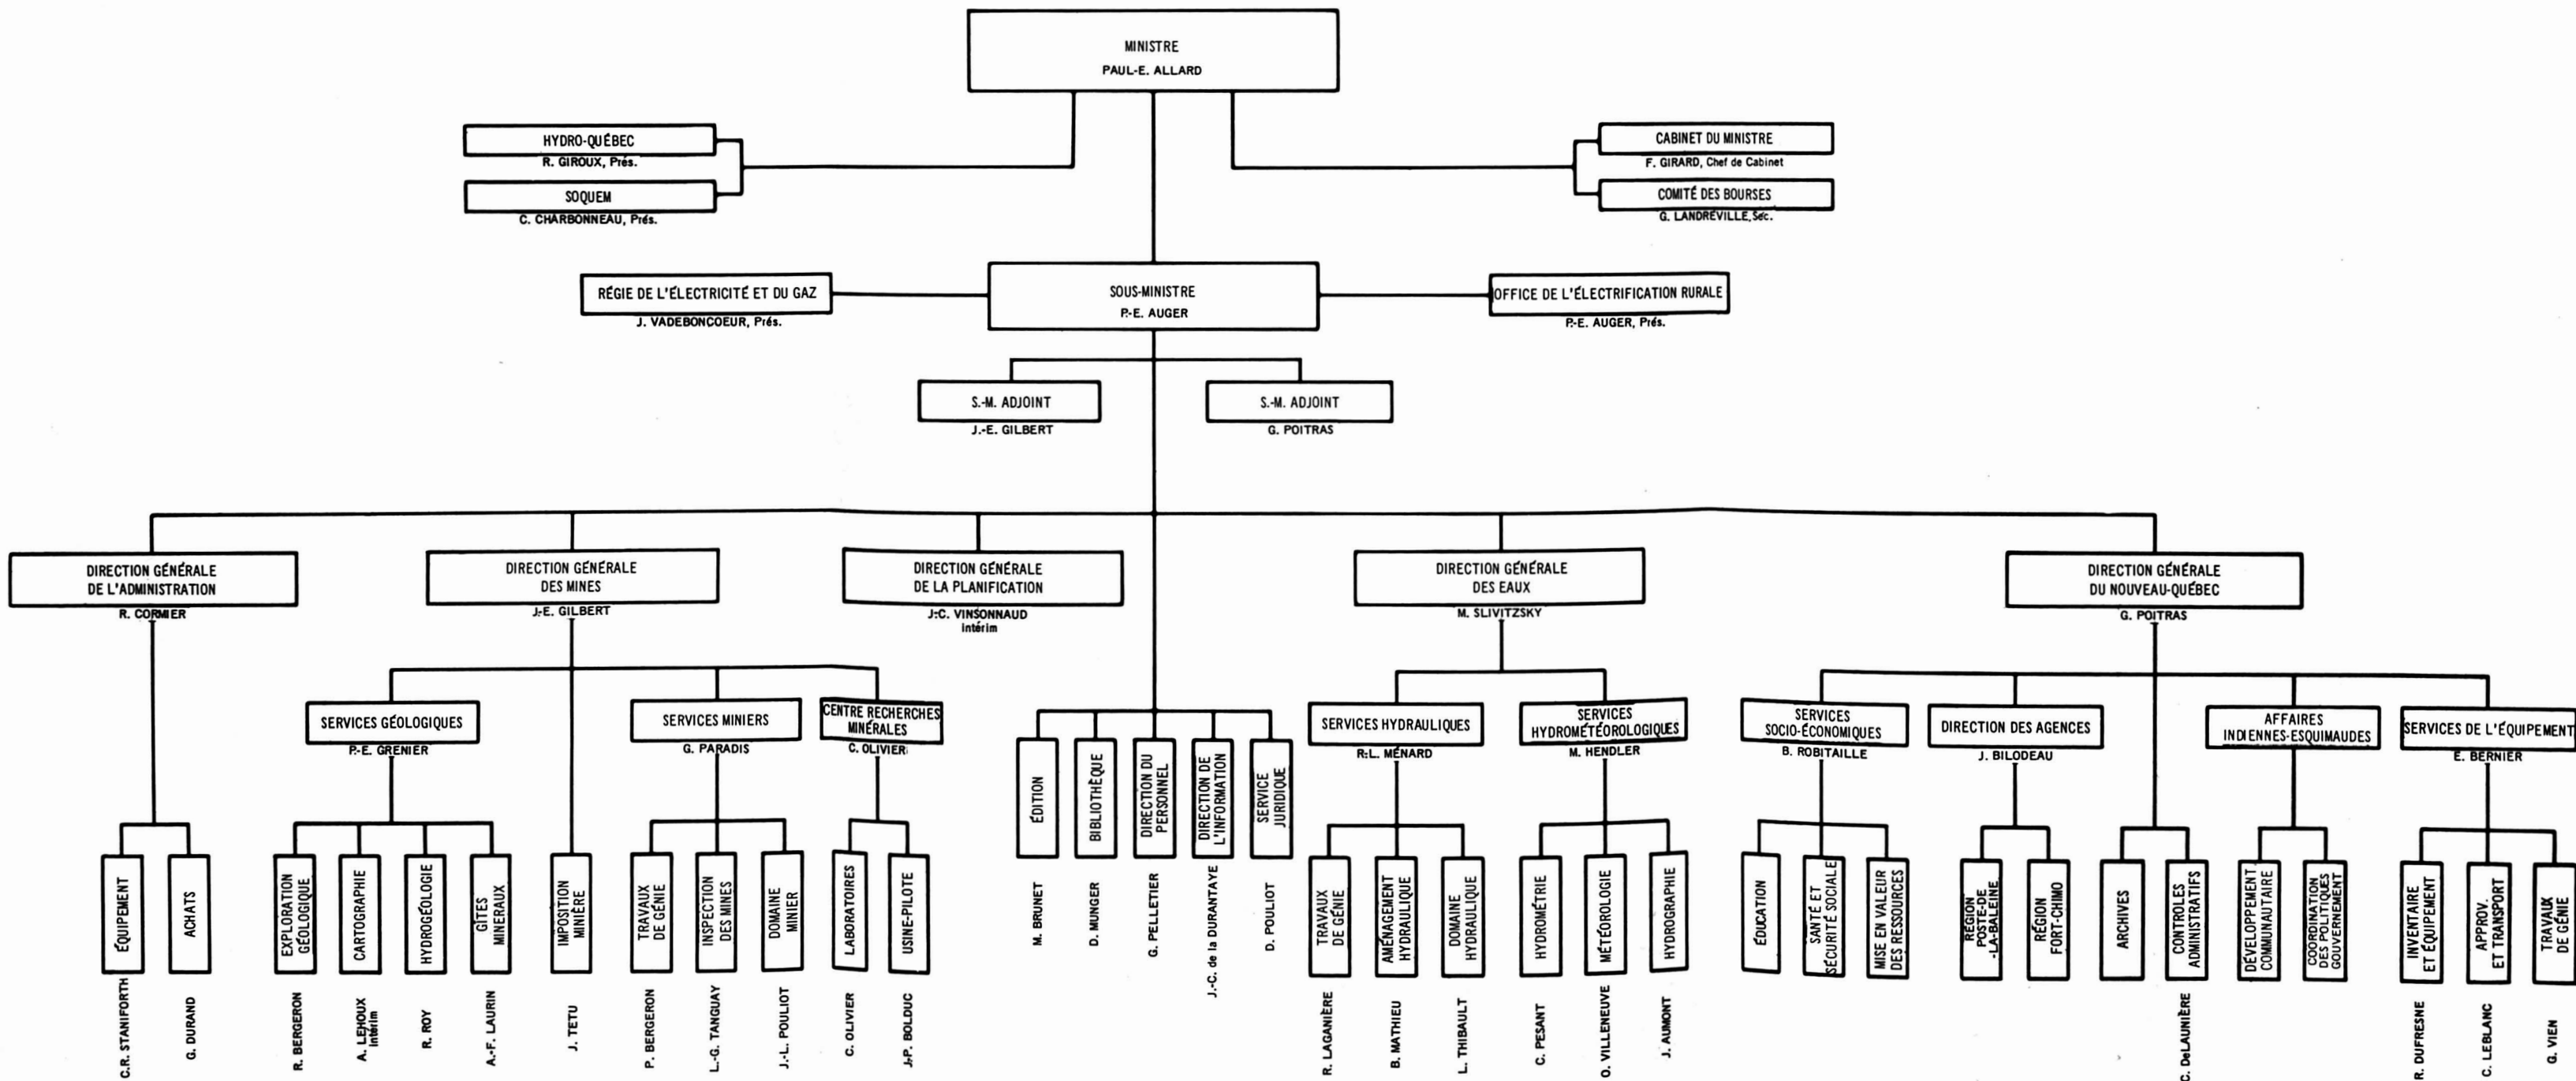 MINISTRE
PAUL-E. ALLARD
HYDRO-QUÉBEC
R. GIROUX, Prés.
SOQUEM
C. CHARBONNEAU, Prés.
CABINET DU MINISTRE
F. GIRARD, Chef de Cabinet
COMITÉ DES BOURSES
G. LANDRÉVILLE, Séc.
RÉGIE DE L'ÉLECTRICITÉ ET DU GAZ
J. VADEBONCOEUR, Prés.
SOUS-MINISTRE
P.-E. AUGER
OFFICE DE L'ÉLECTRIFICATION RURALE
P.-E. AUGER, Prés.
S.-M. ADJOINT
J.-E. GILBERT
S.-M. ADJOINT
G. POITRAS
DIRECTION GÉNÉRALE
DE L'ADMINISTRATION
R. CORMIER
DIRECTION GÉNÉRALE
DES MINES
J.-E. GILBERT
DIRECTION GÉNÉRALE
DE LA PLANIFICATION
J.-C. VINSONNAUD
intérim
DIRECTION GÉNÉRALE
DES EAUX
M. SLIVITZSKY
DIRECTION GÉNÉRALE
DU NOUVEAU-QUÉBEC
G. POITRAS
SERVICES GÉOLOGIQUES
P.-E. GRENIER
SERVICES MINIERS
G. PARADIS
CENTRE RECHERCHES
MINÉRALES
C. OLIVIER
SERVICES HYDRAULIQUES
R.-L. MÉNARD
SERVICES
HYDROMÉTÉOROLOGIQUES
M. HENDLER
SERVICES
SOCIO-ÉCONOMIQUES
B. ROBITAILLE
DIRECTION DES AGENCES
J. BILODEAU
AFFAIRES
INDIENNES-ESQUIMAUDES
SERVICES DE L'ÉQUIPEMENT
E. BERNIER
ÉQUIPEMENT
C.R. STANIFORTH
ACHATS
G. DURAND
EXPLORATION
GÉOLOGIQUE
R. BERGERON
CARTOGRAPHIE
A. LEHOUX
intérim
HYDROGÉOLOGIE
R. ROY
GÎTES
MINERAUX
A.-F. LAURIN
IMPOSITION
MINIÈRE
J. TETU
TRAVAUX
DE GÉNIE
P. BERGERON
INSPECTION
DES MINES
L.-G. TANGUAY
DOMAINE
MINIER
J.-L. POULIOT
LABORATOIRES
C. OLIVIER
USINE-PILOTE
J.-P. BOLDUC
ÉDITION
M. BRUNET
BIBLIOTHÈQUE
D. MUNGER
DIRECTION DU
PERSONNEL
G. PELLETIER
DIRECTION DE
L'INFORMATION
J.-C. de la DURANTAYE
SERVICE
JURIDIQUE
D. POULIOT
TRAVAUX
DE GÉNIE
R. LAGANIÈRE
AMÉNAGEMENT
HYDRAULIQUE
B. MATHIEU
DOMAINE
HYDRAULIQUE
L. THIBAULT
HYDROMÉTRIE
C. PESANT
MÉTÉOROLOGIE
O. VILLENEUVE
HYDROGRAPHIE
J. AUMONT
ÉDUCATION
SANTÉ ET
SÉCURITÉ SOCIALE
MISE EN VALEUR
DES RESSOURCES
RÉGION
POSTE-DE
-LA-BALEINE
RÉGION
FORT-CHIMO
ARCHIVES
CONTROLES
ADMINISTRATIFS
C. DeLAUNIÈRE
DÉVELOPPEMENT
COMMUNAUTAIRE
COORDINATION
DES POLITIQUES
GOUVERNEMENT
INVENTAIRE
ET ÉQUIPEMENT
R. DUFRESNE
APPROV.
ET TRANSPORT
C. LEBLANC
TRAVAUX
DE GÉNIE
G. VIEN